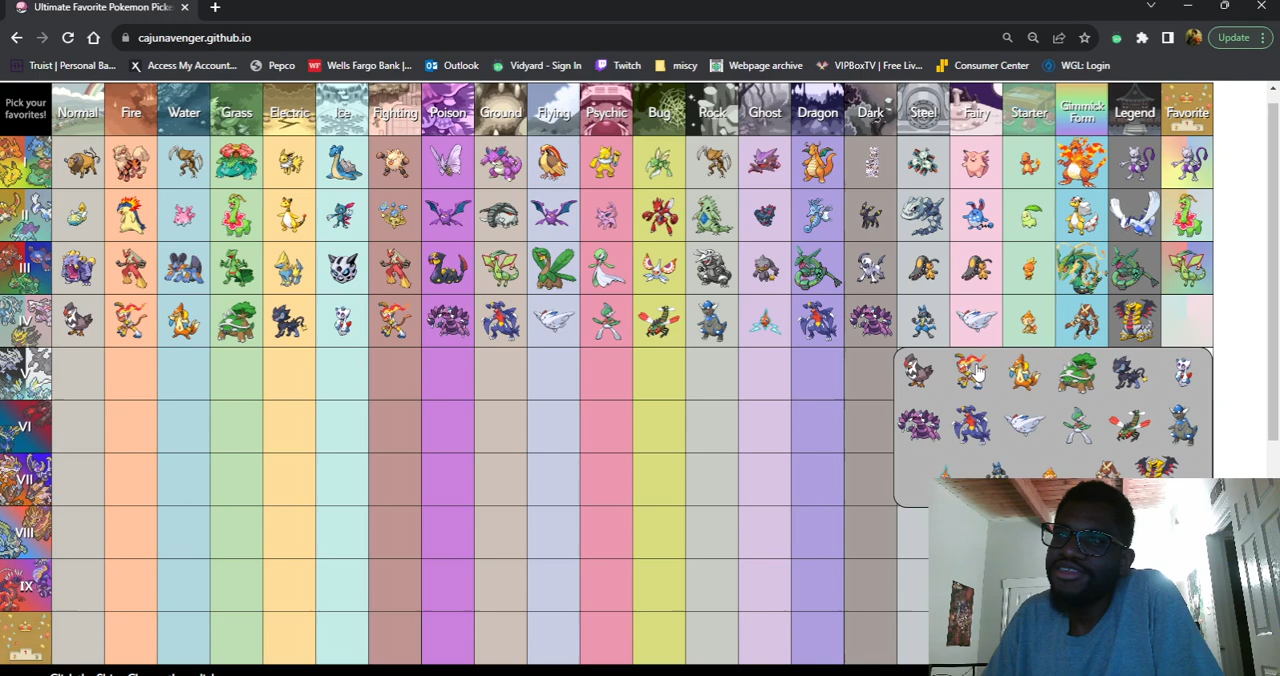 Ultimate Favorite Pokemon Picke
cajunavenger.github.io
Update
Truist | Personal Ba...
Access My Account...
Pepco
Wells Fargo Bank |...
Outlook
Vidyard - Sign In
Twitch
miscy
Webpage archive
VIPBoxTV | Free Liv...
Consumer Center
WGL: Login
Pick your
favorites!
Normal
Fire
Water
Grass
Electric
Ice
Fighting
Poison
Ground
Flying
Psychic
Bug
Rock
Ghost
Dragon
Dark
Steel
Fairy
Starter
Gimmick
Form
Legend
Favorite
I
II
III
IV
V
VI
VII
VIII
IX